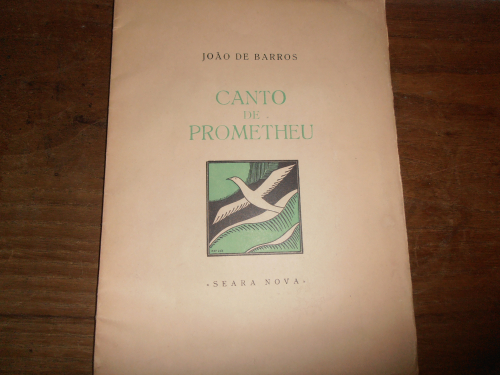 JOÃO DE BARROS
CANTO
DE
PROMETHEU
•SEARA NOVA•